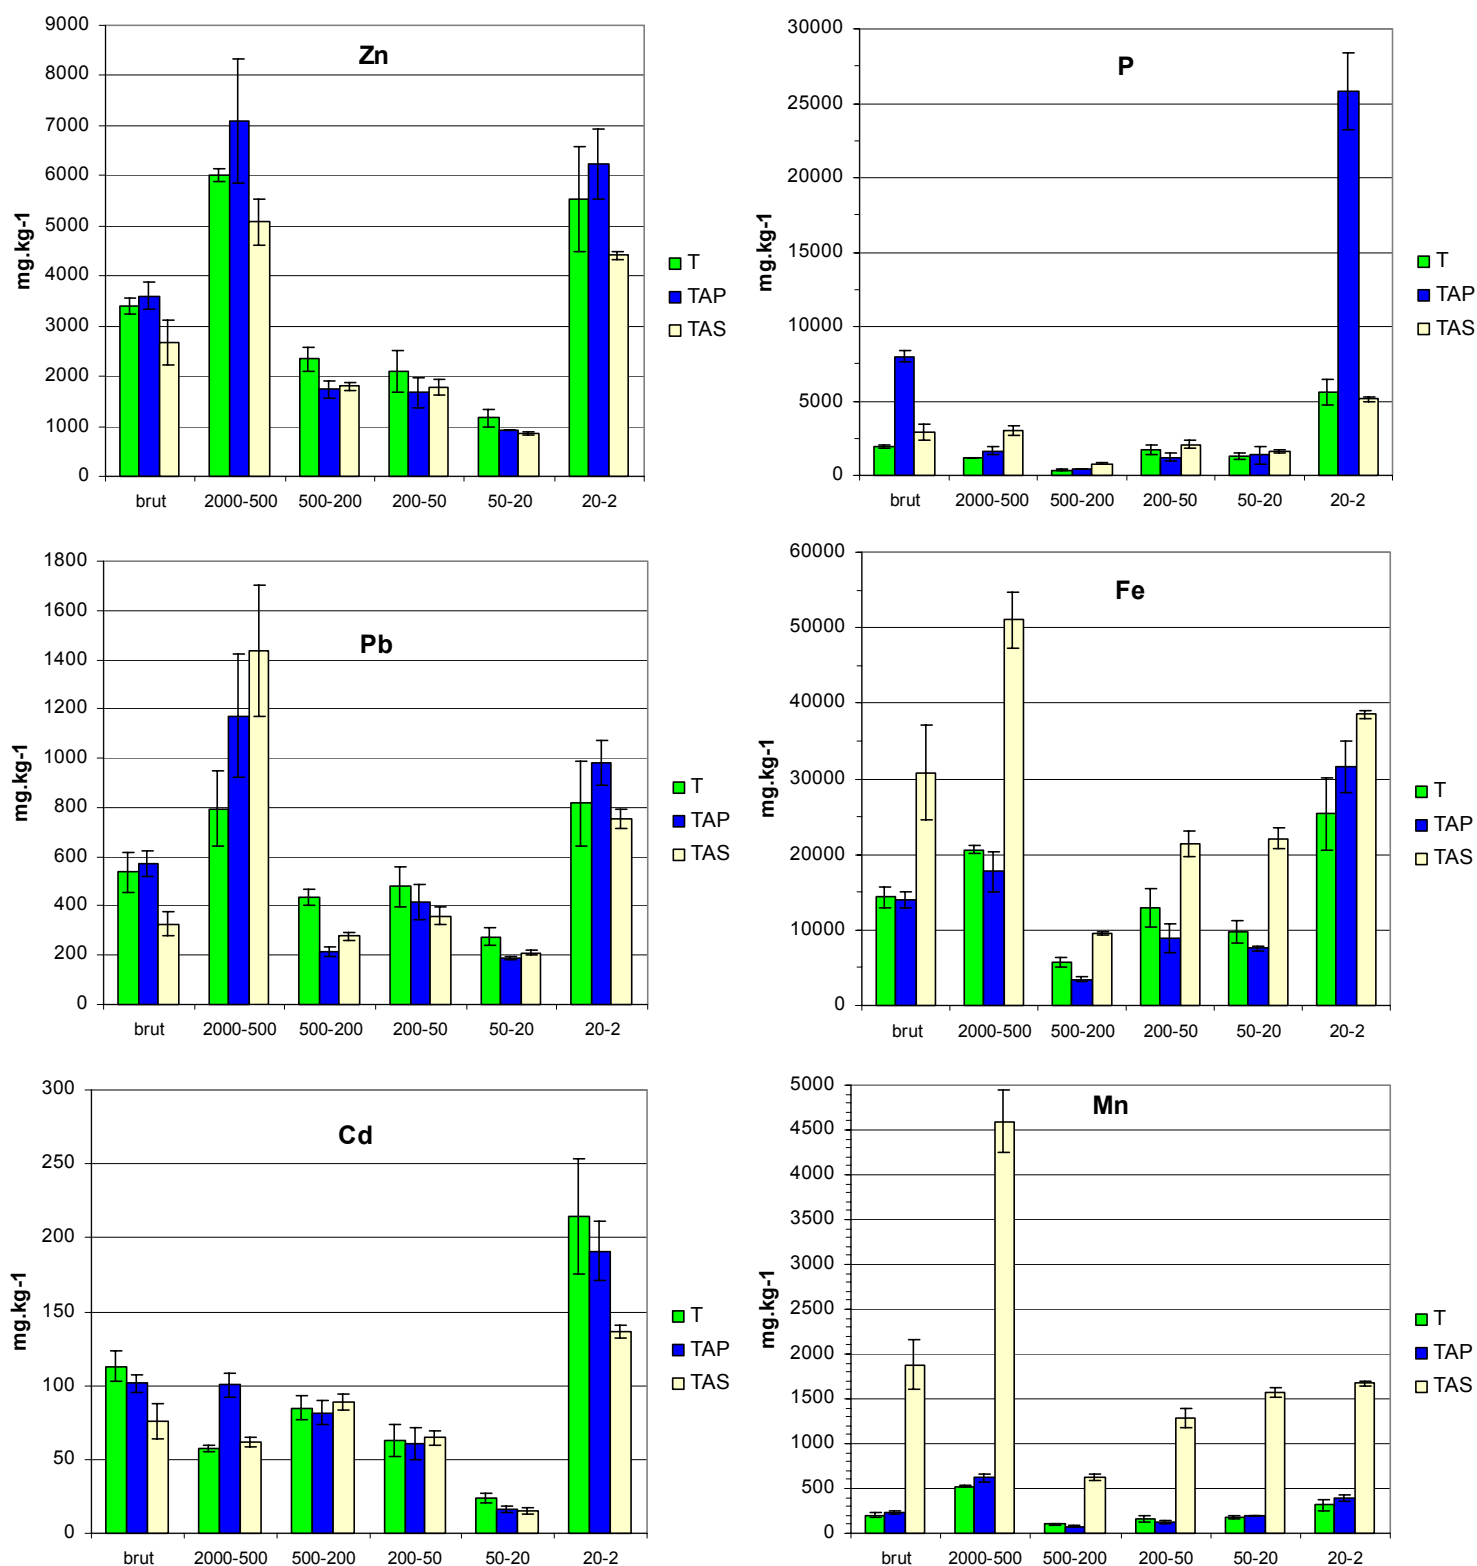 Zn
mg.kg-1
9000
8000
7000
6000
5000
4000
3000
2000
1000
0
brut 2000-500 500-200 200-50 50-20 20-2
T
TAP
TAS
P
mg.kg-1
30000
25000
20000
15000
10000
5000
0
brut 2000-500 500-200 200-50 50-20 20-2
T
TAP
TAS
Pb
mg.kg-1
1800
1600
1400
1200
1000
800
600
400
200
0
brut 2000-500 500-200 200-50 50-20 20-2
T
TAP
TAS
Fe
mg.kg-1
60000
50000
40000
30000
20000
10000
0
brut 2000-500 500-200 200-50 50-20 20-2
T
TAP
TAS
Cd
mg.kg-1
300
250
200
150
100
50
0
brut 2000-500 500-200 200-50 50-20 20-2
T
TAP
TAS
Mn
mg.kg-1
5000
4500
4000
3500
3000
2500
2000
1500
1000
500
0
brut 2000-500 500-200 200-50 50-20 20-2
T
TAP
TAS